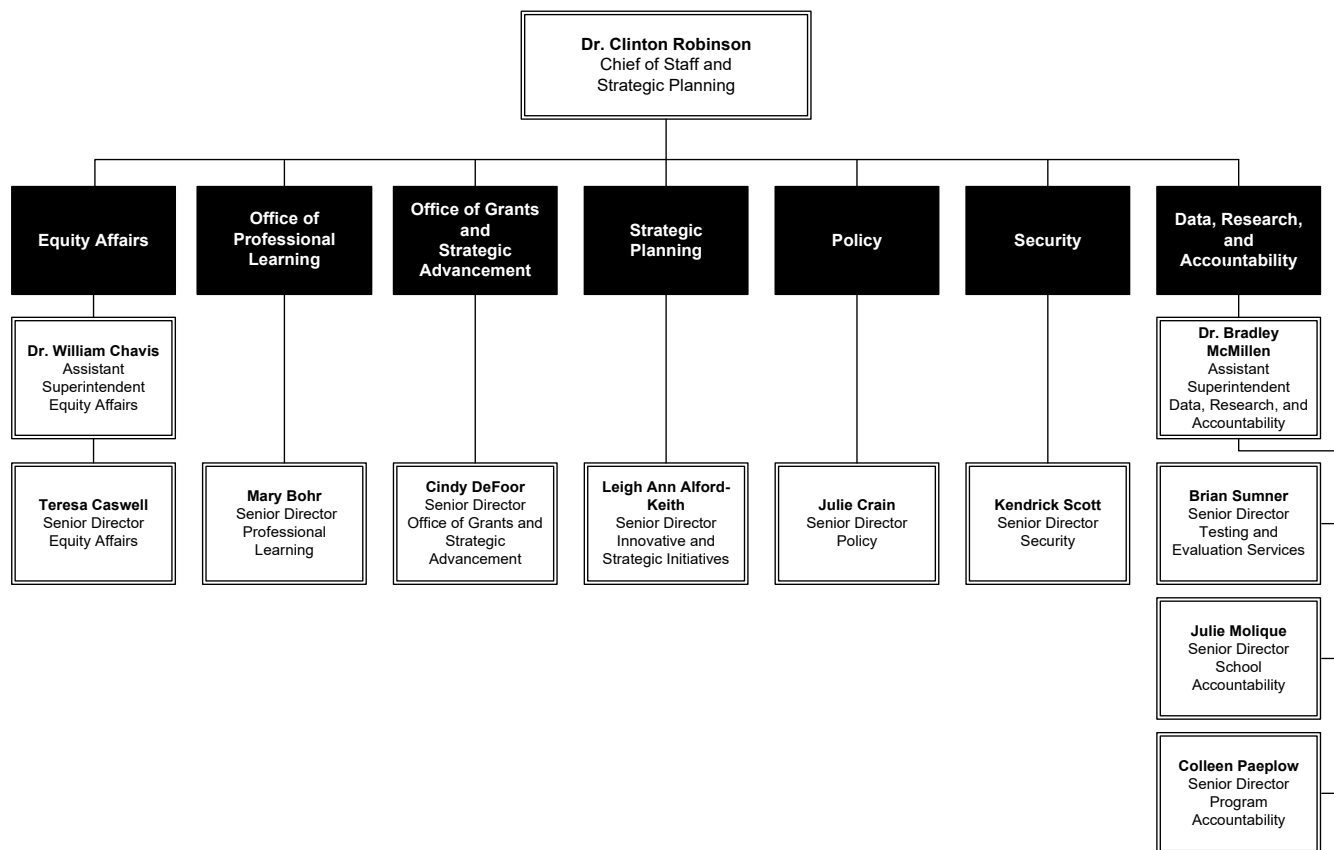 Dr. Clinton Robinson
Chief of Staff and
Strategic Planning
Equity Affairs
Office of
Professional
Learning
Office of Grants
and
Strategic
Advancement
Strategic
Planning
Policy
Security
Data, Research,
and
Accountability
Dr. William Chavis
Assistant
Superintendent
Equity Affairs
Dr. Bradley
McMillen
Assistant
Superintendent
Data, Research, and
Accountability
Teresa Caswell
Senior Director
Equity Affairs
Mary Bohr
Senior Director
Professional
Learning
Cindy DeFoor
Senior Director
Office of Grants and
Strategic
Advancement
Leigh Ann Alford-
Keith
Senior Director
Innovative and
Strategic Initiatives
Julie Crain
Senior Director
Policy
Kendrick Scott
Senior Director
Security
Brian Sumner
Senior Director
Testing and
Evaluation Services
Julie Molique
Senior Director
School
Accountability
Colleen Paeplow
Senior Director
Program
Accountability